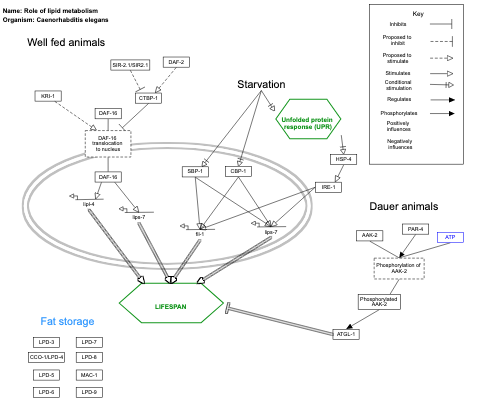 Name: Role of lipid metabolism
Organism: Caenorhabditis elegans
Well fed animals
SIR-2.1/SIR2.1
DAF-2
KRI-1
CTBP-1
DAF-16
DAF-16
translocation
to nucleus
DAF-16
lipl-4
lips-7
Starvation
Unfolded protein
response (UPR)
HSP-4
IRE-1
SBP-1
CBP-1
fil-1
lips-7
Key
Inhibits
Proposed to
inhibit
Proposed to
stimulate
Stimulates
Conditional
stimulation
Regulates
Phosphorylates
Positively
influences
Negatively
influences
Dauer animals
AAK-2
PAR-4
ATP
Phosphorylation of
AAK-2
Phosphorylated
AAK-2
ATGL-1
LIFESPAN
Fat storage
LPD-3
LPD-7
CCO-1/LPD-4
LPD-8
LPD-5
MAC-1
LPD-6
LPD-9